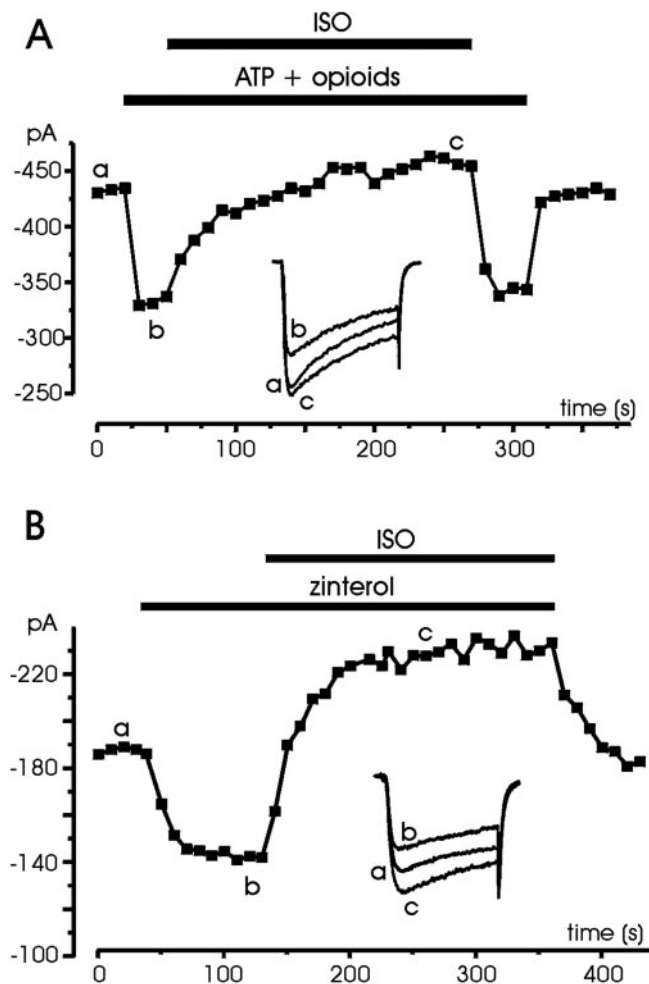 A
ISO
ATP + opioids
pA
a
c
-450
-400
-350
b
-300
b
a
c
-250
time (s)
0 100 200 300
B
ISO
zinterol
pA
c
-220
a
-180
b
a
-140
b
c
-100
time (s)
0 100 200 300 400